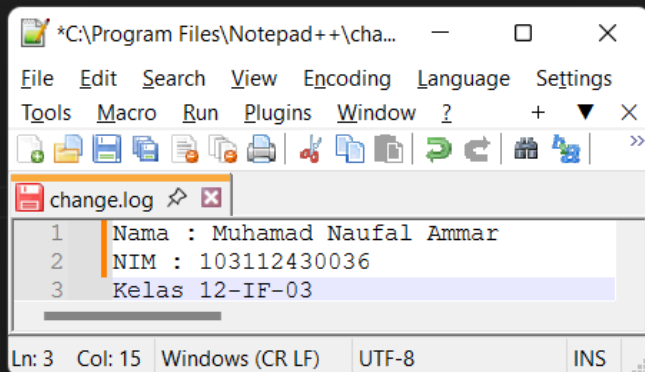 *C:\Program Files\Notepad++\cha...
File Edit Search View Encoding Language Settings
Tools Macro Run Plugins Window ? + ▼ X
change.log
1 Nama : Muhamad Naufal Ammar
2 NIM : 103112430036
3 Kelas 12-IF-03
Ln: 3 Col: 15 Windows (CR LF) UTF-8 INS